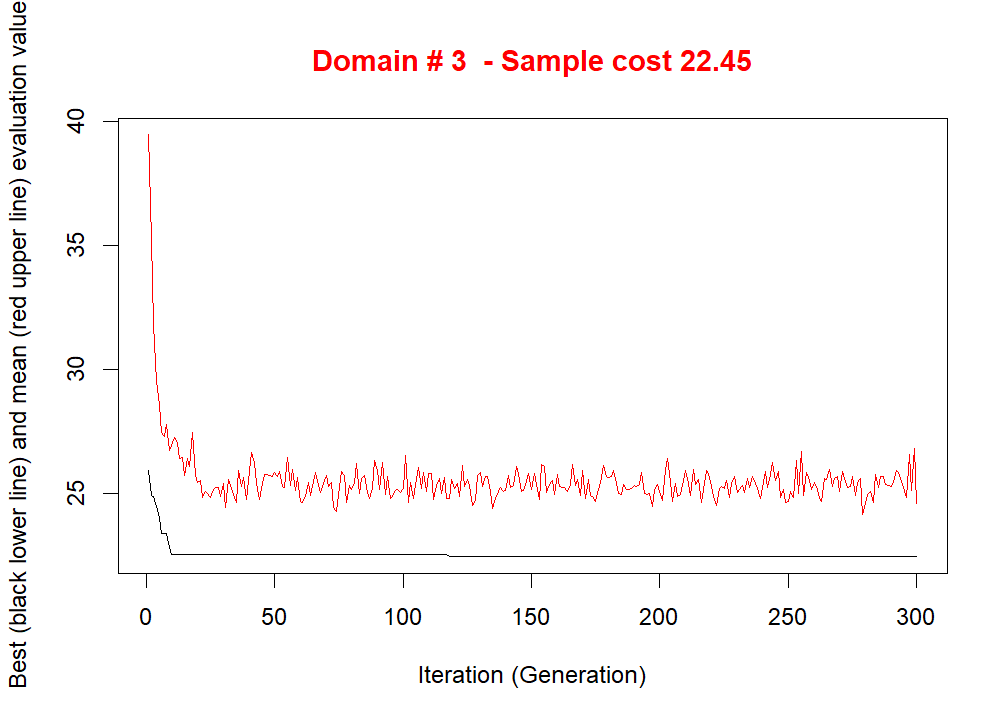 Domain # 3  - Sample cost 22.45
Best (black lower line) and mean (red upper line) evaluation value
40
35
30
25
0 50 100 150 200 250 300
Iteration (Generation)